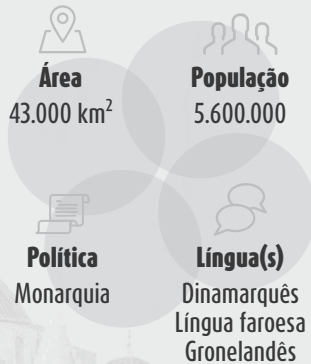 Área
43.000 km²
População
5.600.000
Política
Monarquia
Língua(s)
Dinamarquês
Língua faroesa
Gronelandês